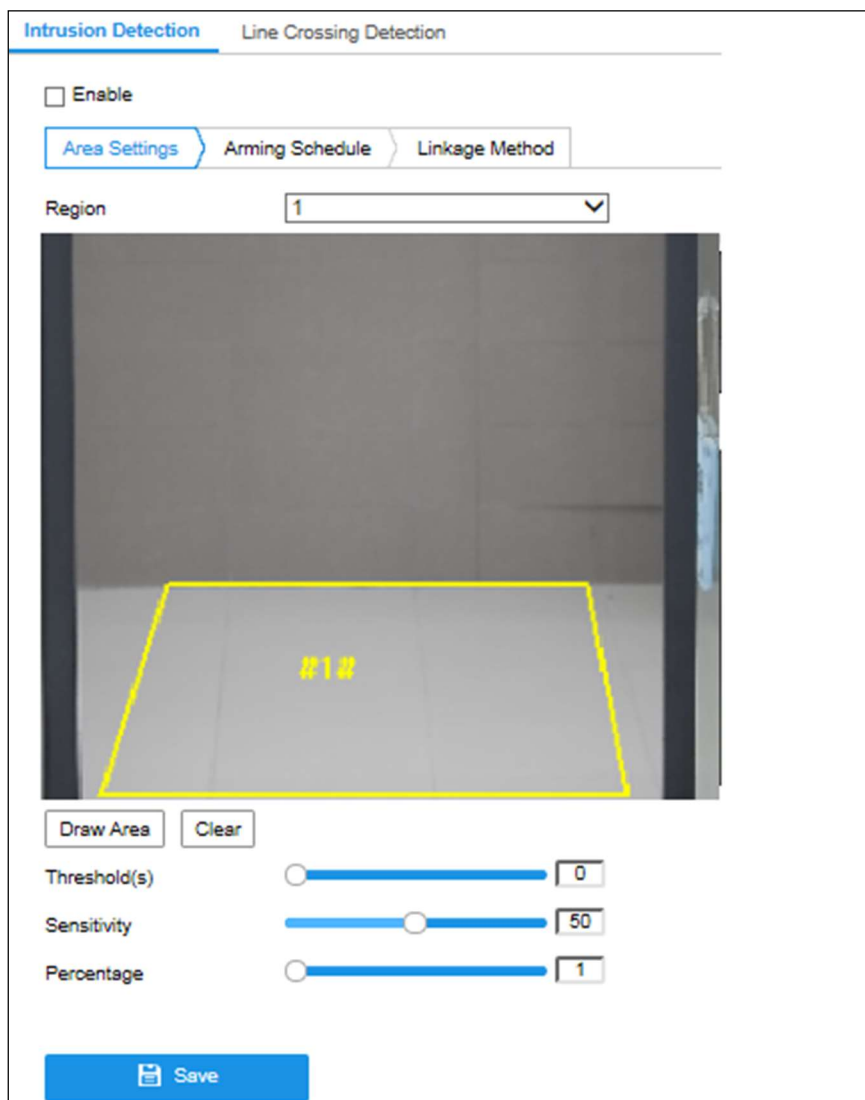 Intrusion Detection Line Crossing Detection
Enable
Area Settings Arming Schedule Linkage Method
Region 1
#1#
Draw Area Clear
Threshold(s) 0
Sensitivity 50
Percentage 1
Save